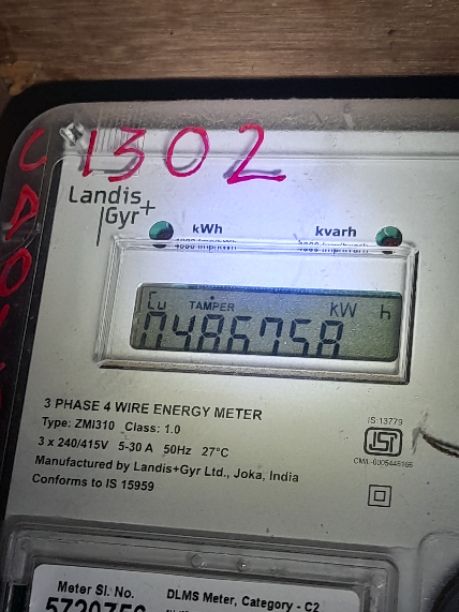 1302
Landis
Gyr+
kWh
kvarh
Cu TAMPER kW h
0486758
3 PHASE 4 WIRE ENERGY METER
Type: ZMI310 Class: 1.0
3 x 240/415V 5-30 A 50Hz 27°C
Manufactured by Landis+Gyr Ltd., Joka, India
Conforms to IS 15959
IS 13779
ISI
Meter Sl. No.
DLMS Meter, Category - C2